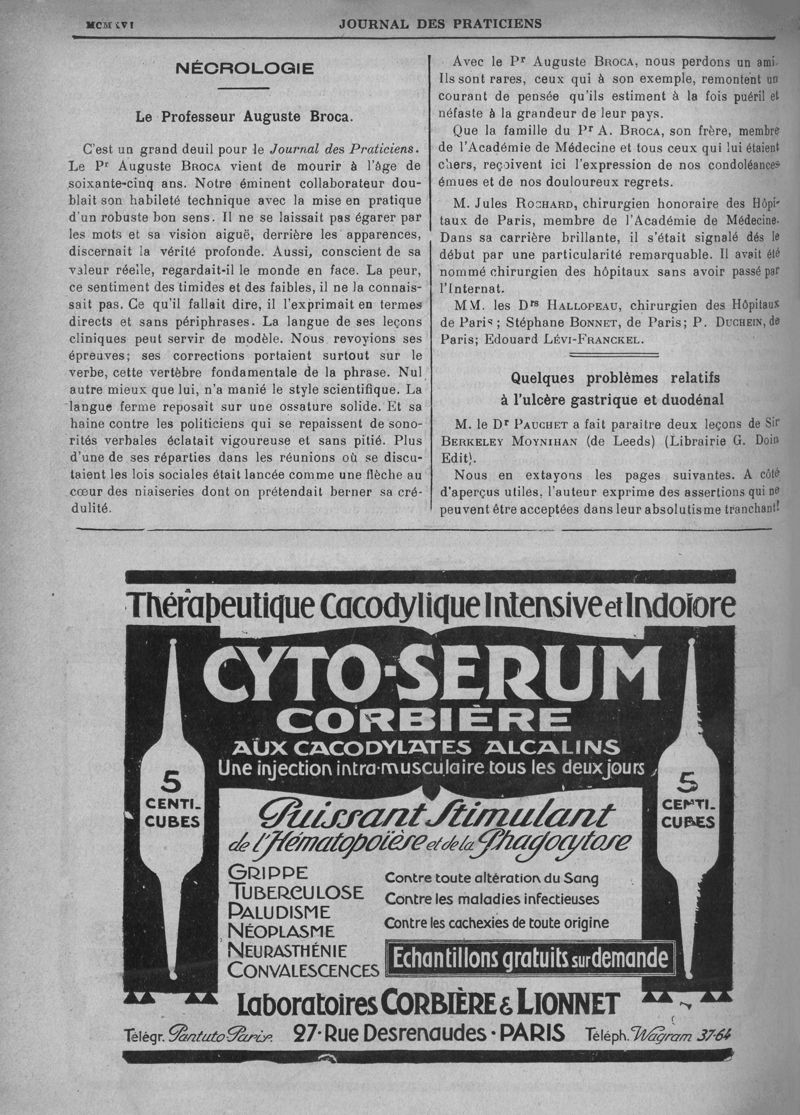 MCMXVI
JOURNAL DES PRATICIENS
NÉCROLOGIE
Le Professeur Auguste Broca.
C'est un grand deuil pour le Journal des Praticiens.
Le Pr Auguste BROCA vient de mourir à l'âge de
soixante-cinq ans. Notre éminent collaborateur dou-
blait son habileté technique avec la mise en pratique
d'un robuste bon sens. Il ne se laissait pas égarer par
les mots et sa vision aiguë, derrière les apparences,
discernait la vérité profonde. Aussi, conscient de sa
valeur réelle, regardait-il le monde en face. La peur,
ce sentiment des timides et des faibles, il ne la connais-
sait pas. Ce qu'il fallait dire, il l'exprimait en termes
directs et sans périphrases. La langue de ses leçons
cliniques peut servir de modèle. Nous revoyions ses
épreuves; ses corrections portaient surtout sur le
verbe, cette vertèbre fondamentale de la phrase. Nul
autre mieux que lui, n'a manié le style scientifique. La
langue ferme reposait sur une ossature solide. Et sa
haine contre les politiciens qui se repaissent de sono-
rités verbales éclatait vigoureuse et sans pitié. Plus
d'une de ses réparties dans les réunions où se discu-
taient les lois sociales était lancée comme une flèche au
cœur des niaiseries dont on prétendait berner sa cré-
dulité.
Avec le Pr Auguste BROCA, nous perdons un ami.
Ils sont rares, ceux qui à son exemple, remontent un
courant de pensée qu'ils estiment à la fois puéril et
néfaste à la grandeur de leur pays.
Que la famille du Pr A. BROCA, son frère, membre
de l'Académie de Médecine et tous ceux qui lui étaient
chers, reçoivent ici l'expression de nos condoléances
émues et de nos douloureux regrets.
M. Jules ROCHARD, chirurgien honoraire des Hôpi-
taux de Paris, membre de l'Académie de Médecine.
Dans sa carrière brillante, il s'était signalé dés le
début par une particularité remarquable. Il avait été
nommé chirurgien des hôpitaux sans avoir passé par
l'Internat.
MM. les Drs HALLOPEAU, chirurgien des Hôpitaux
de Paris; Stéphane BONNET, de Paris; P. DUCHEIN, de
Paris; Edouard LÉVI-FRANCKEL.
Quelques problèmes relatifs
à l'ulcère gastrique et duodénal
M. le Dr PAUCHET a fait paraitre deux leçons de Sir
BERKELEY MOYNIHAN (de Leeds) (Librairie G. Doin
Edit).
Nous en extayons les pages suivantes. A côté
d'aperçus utiles, l'auteur exprime des assertions qui ne
peuvent être acceptées dans leur absolutisme tranchant!
Thérapeutique Cacodylique Intensive et Indolore
CYTO-SERUM
CORBIÈRE
AUX CACODYLATES ALCALINS
Une injection intra-musculaire tous les deux jours
5
CENTI-
CUBES
5
CENTI-
CUBES
Puissant Stimulant
de l'Hématopoïèse et de la Phagocytose
GRIPPE
TUBERCULOSE
PALUDISME
NÉOPLASME
NEURASTHÉNIE
CONVALESCENCES
Contre toute altération du Sang
Contre les maladies infectieuses
Contre les cachexies de toute origine
Echantillons gratuits sur demande
Laboratoires CORBIÈRE & LIONNET
Télégr. Pantuto-Paris. 27·Rue Desrenaudes·PARIS Téléph. Wagram 37-64